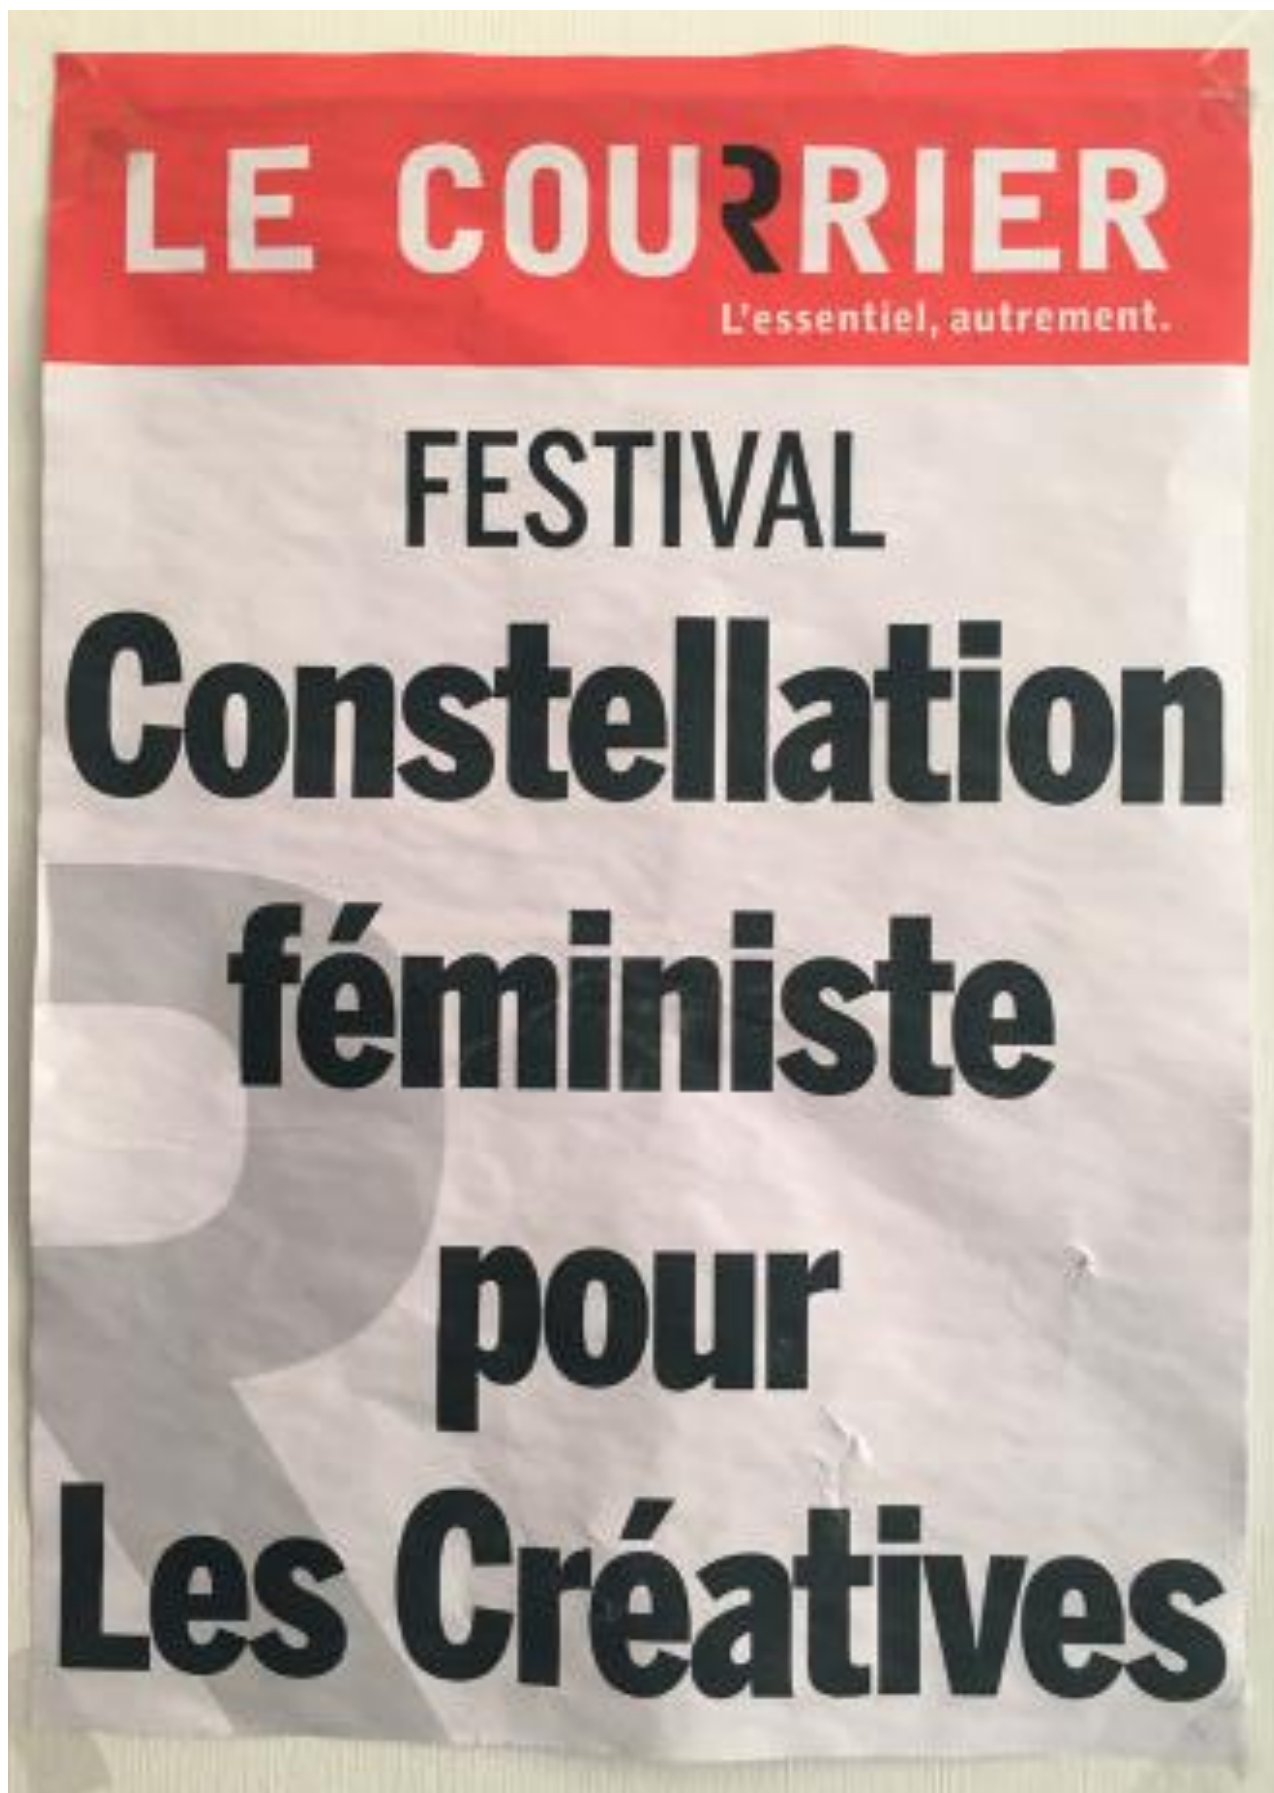 LE COURRIER
L'essentiel, autrement.
FESTIVAL
Constellation
féministe
pour
Les Créatives